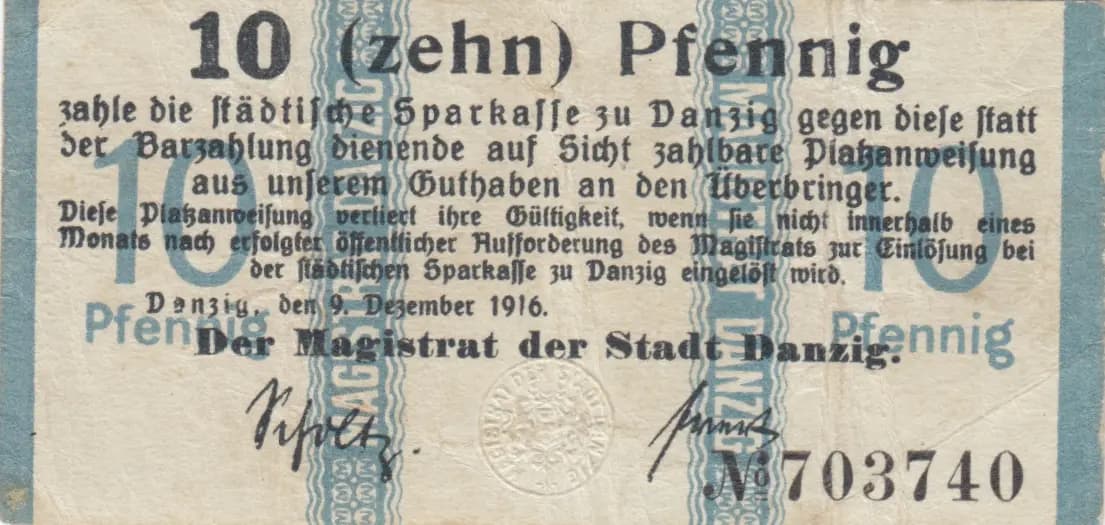 10 (zehn) Pfennig
zahle die städtische Sparkasse zu Danzig gegen diese statt
der Barzahlung dienende auf Sicht zahlbare Platzanweisung
aus unserem Guthaben an den Überbringer.
Diese Platzanweisung verliert ihre Gültigkeit, wenn sie nicht innerhalb eines
Monats nach erfolgter öffentlicher Aufforderung des Magistrats zur Einlösung bei
der städtischen Sparkasse zu Danzig eingelöst wird.
Danzig, den 9. Dezember 1916.
Der Magistrat der Stadt Danzig.
10
Pfennig
10
Pfennig
MAGISTRAT DANZIG
Scholtz.
No 703740